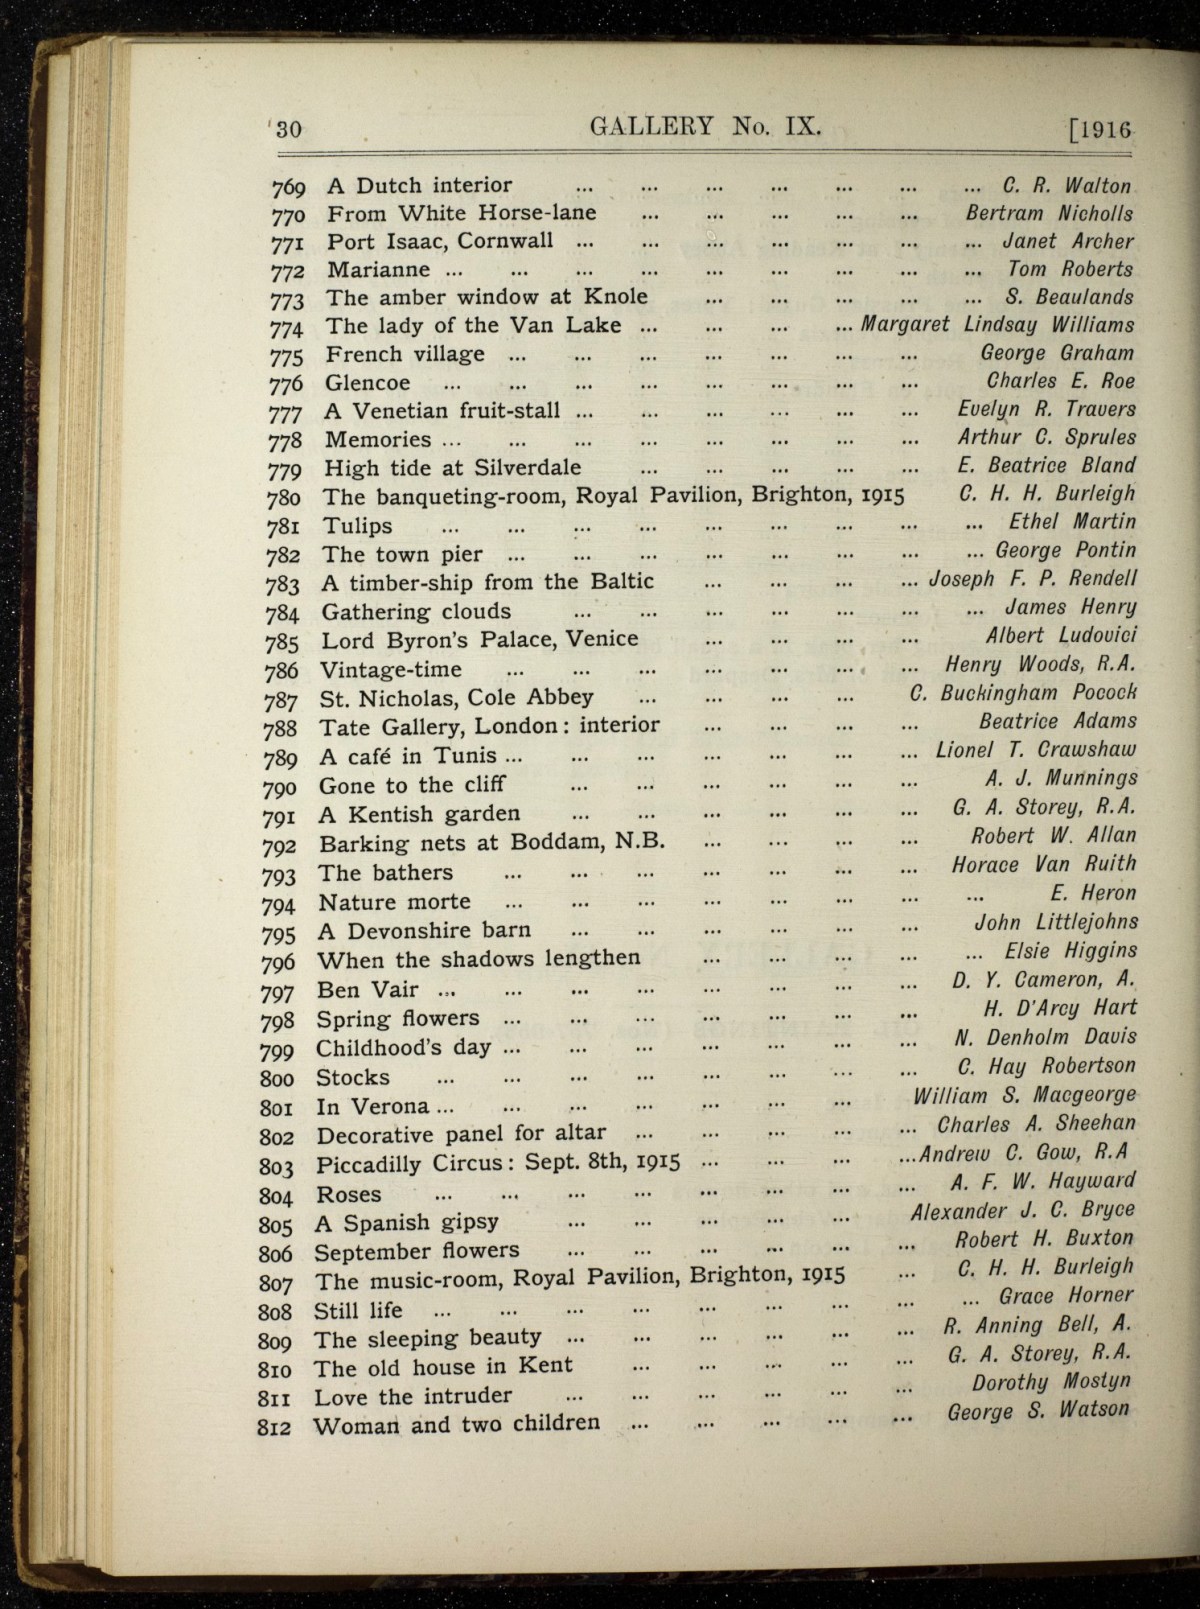 30 GALLERY No. IX. [1916
769 A Dutch interior ... ... ... ... ... ... ... C. R. Walton
770 From White Horse-lane ... ... ... ... ... Bertram Nicholls
771 Port Isaac, Cornwall ... ... ... ... ... ... ... Janet Archer
772 Marianne ... ... ... ... ... ... ... ... ... Tom Roberts
773 The amber window at Knole ... ... ... ... ... S. Beaulands
774 The lady of the Van Lake ... ... ... ... Margaret Lindsay Williams
775 French village ... ... ... ... ... ... ... George Graham
776 Glencoe ... ... ... ... ... ... ... ... Charles E. Roe
777 A Venetian fruit-stall ... ... ... ... ... ... Evelyn R. Travers
778 Memories ... ... ... ... ... ... ... ... Arthur C. Sprules
779 High tide at Silverdale ... ... ... ... ... E. Beatrice Bland
780 The banqueting-room, Royal Pavilion, Brighton, 1915 C. H. H. Burleigh
781 Tulips ... ... ... ... ... ... ... ... ... Ethel Martin
782 The town pier ... ... ... ... ... ... ... ... George Pontin
783 A timber-ship from the Baltic ... ... ... ... Joseph F. P. Rendell
784 Gathering clouds ... ... ... ... ... ... ... James Henry
785 Lord Byron's Palace, Venice ... ... ... ... Albert Ludovici
786 Vintage-time ... ... ... ... ... ... ... Henry Woods, R.A.
787 St. Nicholas, Cole Abbey ... ... ... ... C. Buckingham Pocock
788 Tate Gallery, London: interior ... ... ... ... Beatrice Adams
789 A café in Tunis ... ... ... ... ... ... ... Lionel T. Crawshaw
790 Gone to the cliff ... ... ... ... ... ... A. J. Munnings
791 A Kentish garden ... ... ... ... ... ... G. A. Storey, R.A.
792 Barking nets at Boddam, N.B. ... ... ... ... Robert W. Allan
793 The bathers ... ... ... ... ... ... ... Horace Van Ruith
794 Nature morte ... ... ... ... ... ... ... ... E. Heron
795 A Devonshire barn ... ... ... ... ... ... John Littlejohns
796 When the shadows lengthen ... ... ... ... ... Elsie Higgins
797 Ben Vair ... ... ... ... ... ... ... ... D. Y. Cameron, A.
798 Spring flowers ... ... ... ... ... ... ... H. D'Arcy Hart
799 Childhood's day ... ... ... ... ... ... ... N. Denholm Davis
800 Stocks ... ... ... ... ... ... ... ... C. Hay Robertson
801 In Verona ... ... ... ... ... ... ... William S. Macgeorge
802 Decorative panel for altar ... ... ... ... ... Charles A. Sheehan
803 Piccadilly Circus: Sept. 8th, 1915 ... ... ... ...Andrew C. Gow, R.A
804 Roses ... ... ... ... ... ... ... ... A. F. W. Hayward
805 A Spanish gipsy ... ... ... ... ... Alexander J. C. Bryce
806 September flowers ... ... ... ... ... ... Robert H. Buxton
807 The music-room, Royal Pavilion, Brighton, 1915 ... C. H. H. Burleigh
808 Still life ... ... ... ... ... ... ... ... ... Grace Horner
809 The sleeping beauty ... ... ... ... ... ... R. Anning Bell, A.
810 The old house in Kent ... ... ... ... ... G. A. Storey, R.A.
811 Love the intruder ... ... ... ... ... ... Dorothy Mostyn
812 Woman and two children ... ... ... ... ... George S. Watson